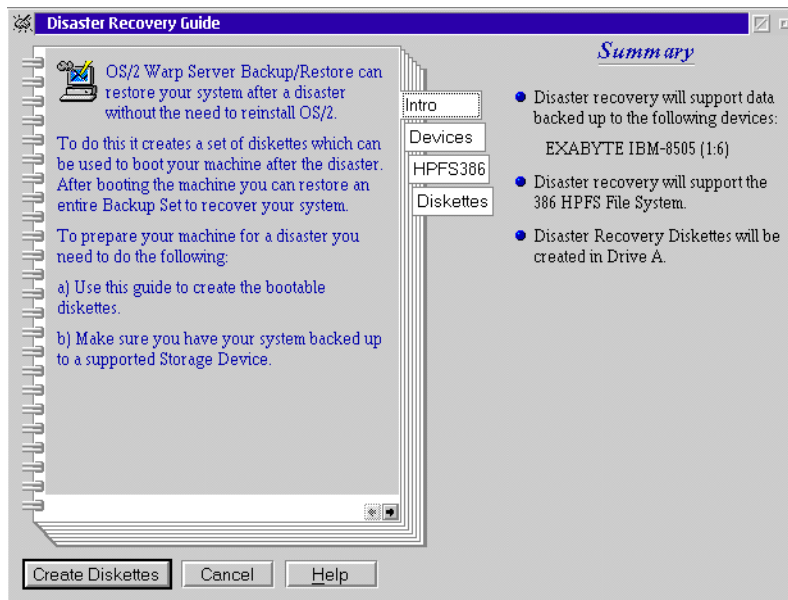 Disaster Recovery Guide
OS/2 Warp Server Backup/Restore can
restore your system after a disaster
without the need to reinstall OS/2.
To do this it creates a set of diskettes which can
be used to boot your machine after the disaster.
After booting the machine you can restore an
entire Backup Set to recover your system.
To prepare your machine for a disaster you
need to do the following:
a) Use this guide to create the bootable
diskettes.
b) Make sure you have your system backed up
to a supported Storage Device.
Intro
Devices
HPFS386
Diskettes
Summary
Disaster recovery will support data
backed up to the following devices:
EXABYTE IBM-8505 (1:6)
Disaster recovery will support the
386 HPFS File System.
Disaster Recovery Diskettes will be
created in Drive A.
Create Diskettes
Cancel
Help